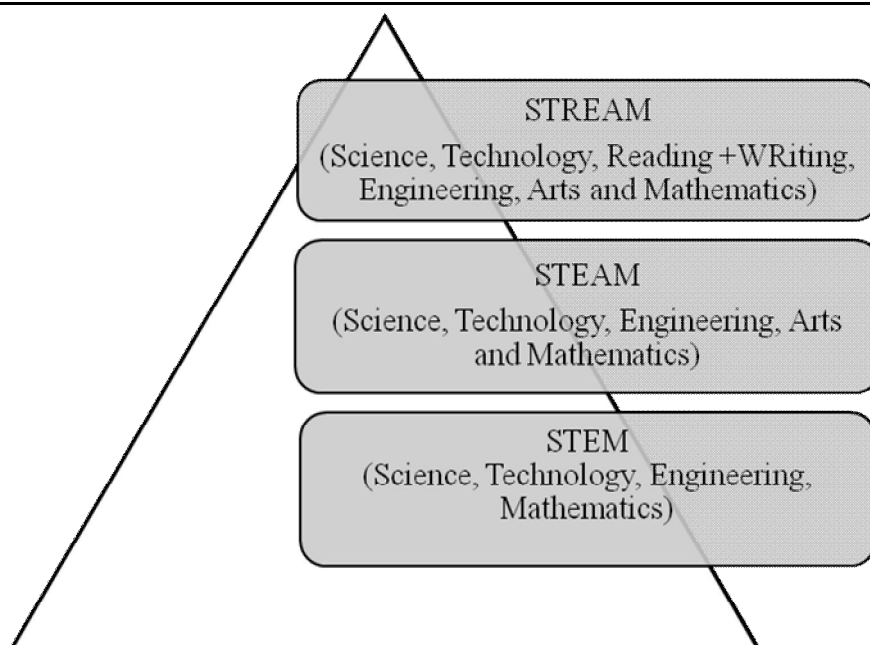 STREAM
(Science, Technology, Reading +WRiting,
Engineering, Arts and Mathematics)
STEAM
(Science, Technology, Engineering, Arts
and Mathematics)
STEM
(Science, Technology, Engineering,
Mathematics)